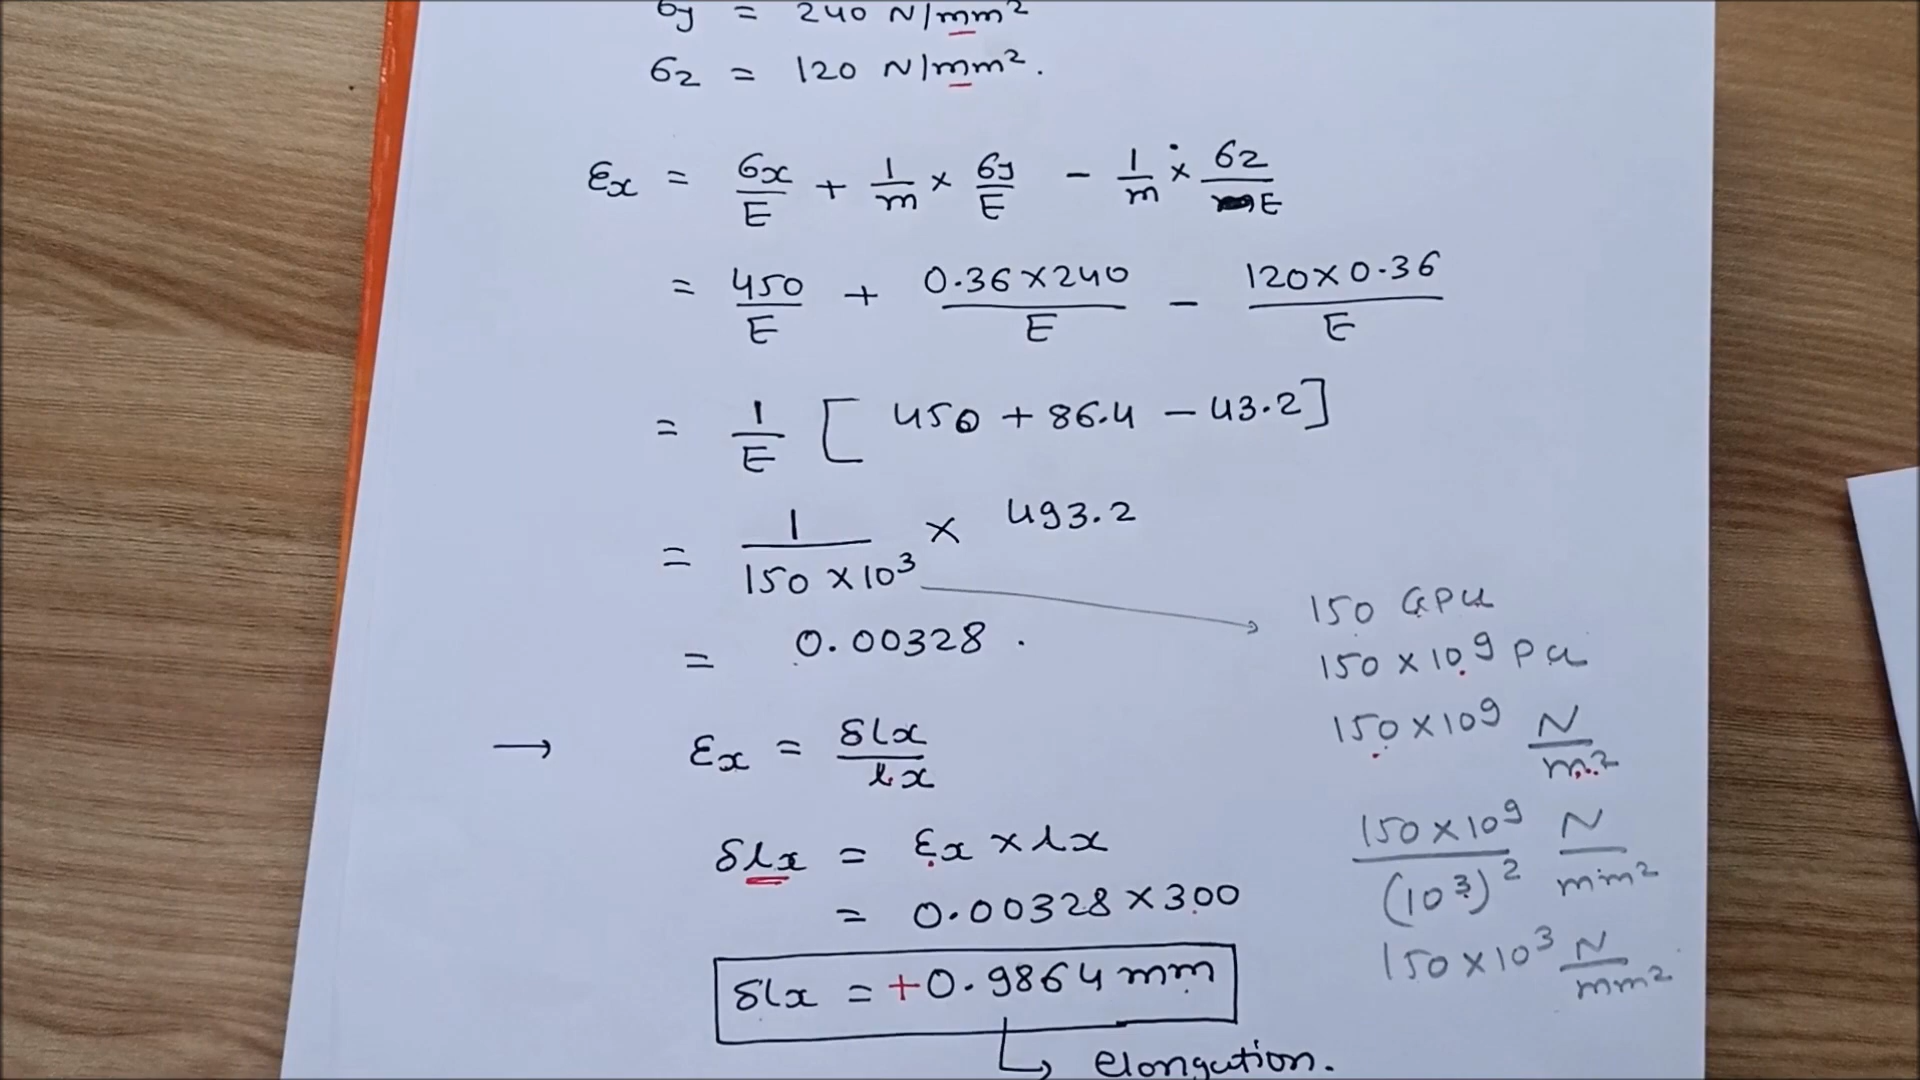 σy = 240 N/mm²
σz = 120 N/mm².
Ɛx = σx/E + 1/m × σy/E - 1/m × σz/E
= 450/E + 0.36×240/E - 120×0.36/E
= 1/E [ 450 + 86.4 - 43.2]
= 1/150×10³ × 493.2
= 0.00328.
→ Ɛx = δlx/lx
δlx = Ɛx × lx
= 0.00328×300
δlx = +0.9864 mm
↳ elongation.
150 GPa
150×10⁹ Pa
150×10⁹ N/m²
150×10⁹/(10³)² N/mm²
150×10³ N/mm²